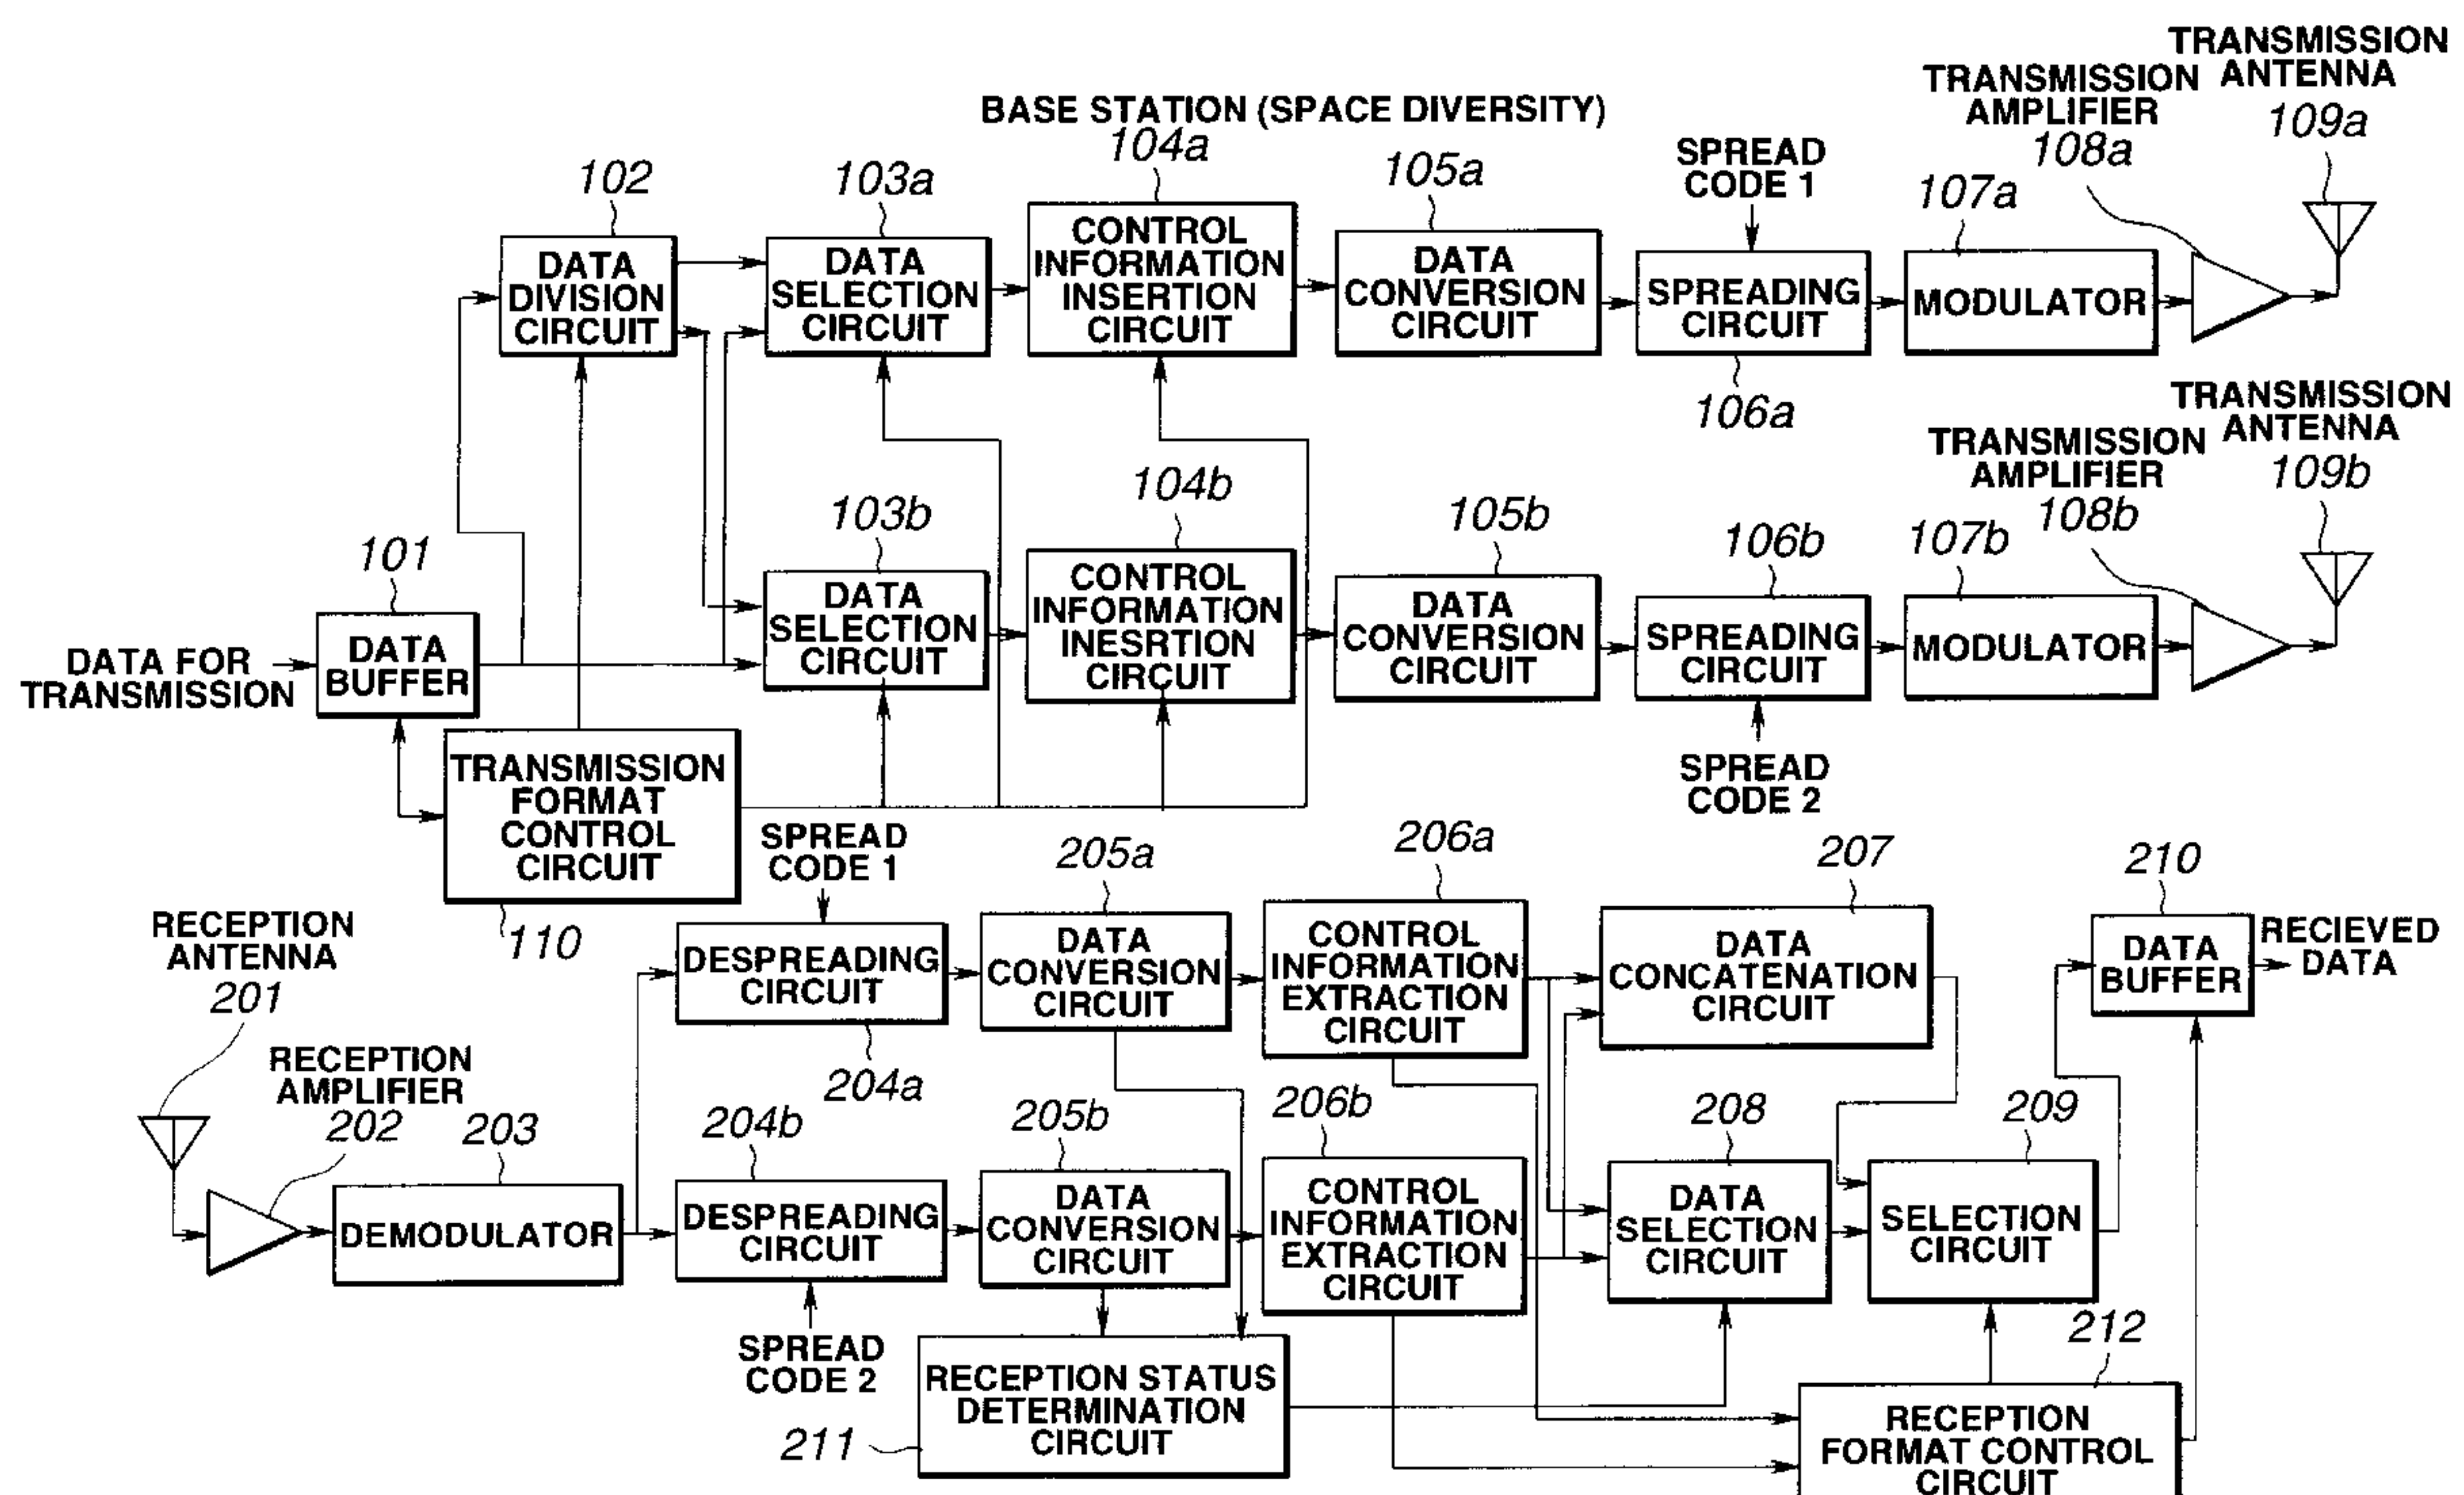 TRANSMISSION
ANTENNA
109a
TRANSMISSION
AMPLIFIER
108a
BASE STATION (SPACE DIVERSITY)
102
DATA
DIVISION
CIRCUIT
103a
DATA
SELECTION
CIRCUIT
104a
CONTROL
INFORMATION
INSERTION
CIRCUIT
105a
DATA
CONVERSION
CIRCUIT
SPREAD
CODE 1
SPREADING
CIRCUIT
106a
107a
MODULATOR
TRANSMISSION
ANTENNA
109b
TRANSMISSION
AMPLIFIER
108b
DATA FOR
TRANSMISSION
101
DATA
BUFFER
103b
DATA
SELECTION
CIRCUIT
104b
CONTROL
INFORMATION
INESRTION
CIRCUIT
105b
DATA
CONVERSION
CIRCUIT
106b
SPREADING
CIRCUIT
SPREAD
CODE 2
107b
MODULATOR
TRANSMISSION
FORMAT
CONTROL
CIRCUIT
110
RECEPTION
ANTENNA
201
RECEPTION
AMPLIFIER
202
203
DEMODULATOR
SPREAD
CODE 1
DESPREADING
CIRCUIT
204a
205a
DATA
CONVERSION
CIRCUIT
206a
CONTROL
INFORMATION
EXTRACTION
CIRCUIT
207
DATA
CONCATENATION
CIRCUIT
210
DATA
BUFFER
RECIEVED
DATA
204b
DESPREADING
CIRCUIT
SPREAD
CODE 2
205b
DATA
CONVERSION
CIRCUIT
206b
CONTROL
INFORMATION
EXTRACTION
CIRCUIT
208
DATA
SELECTION
CIRCUIT
209
SELECTION
CIRCUIT
211
RECEPTION STATUS
DETERMINATION
CIRCUIT
212
RECEPTION
FORMAT CONTROL
CIRCUIT